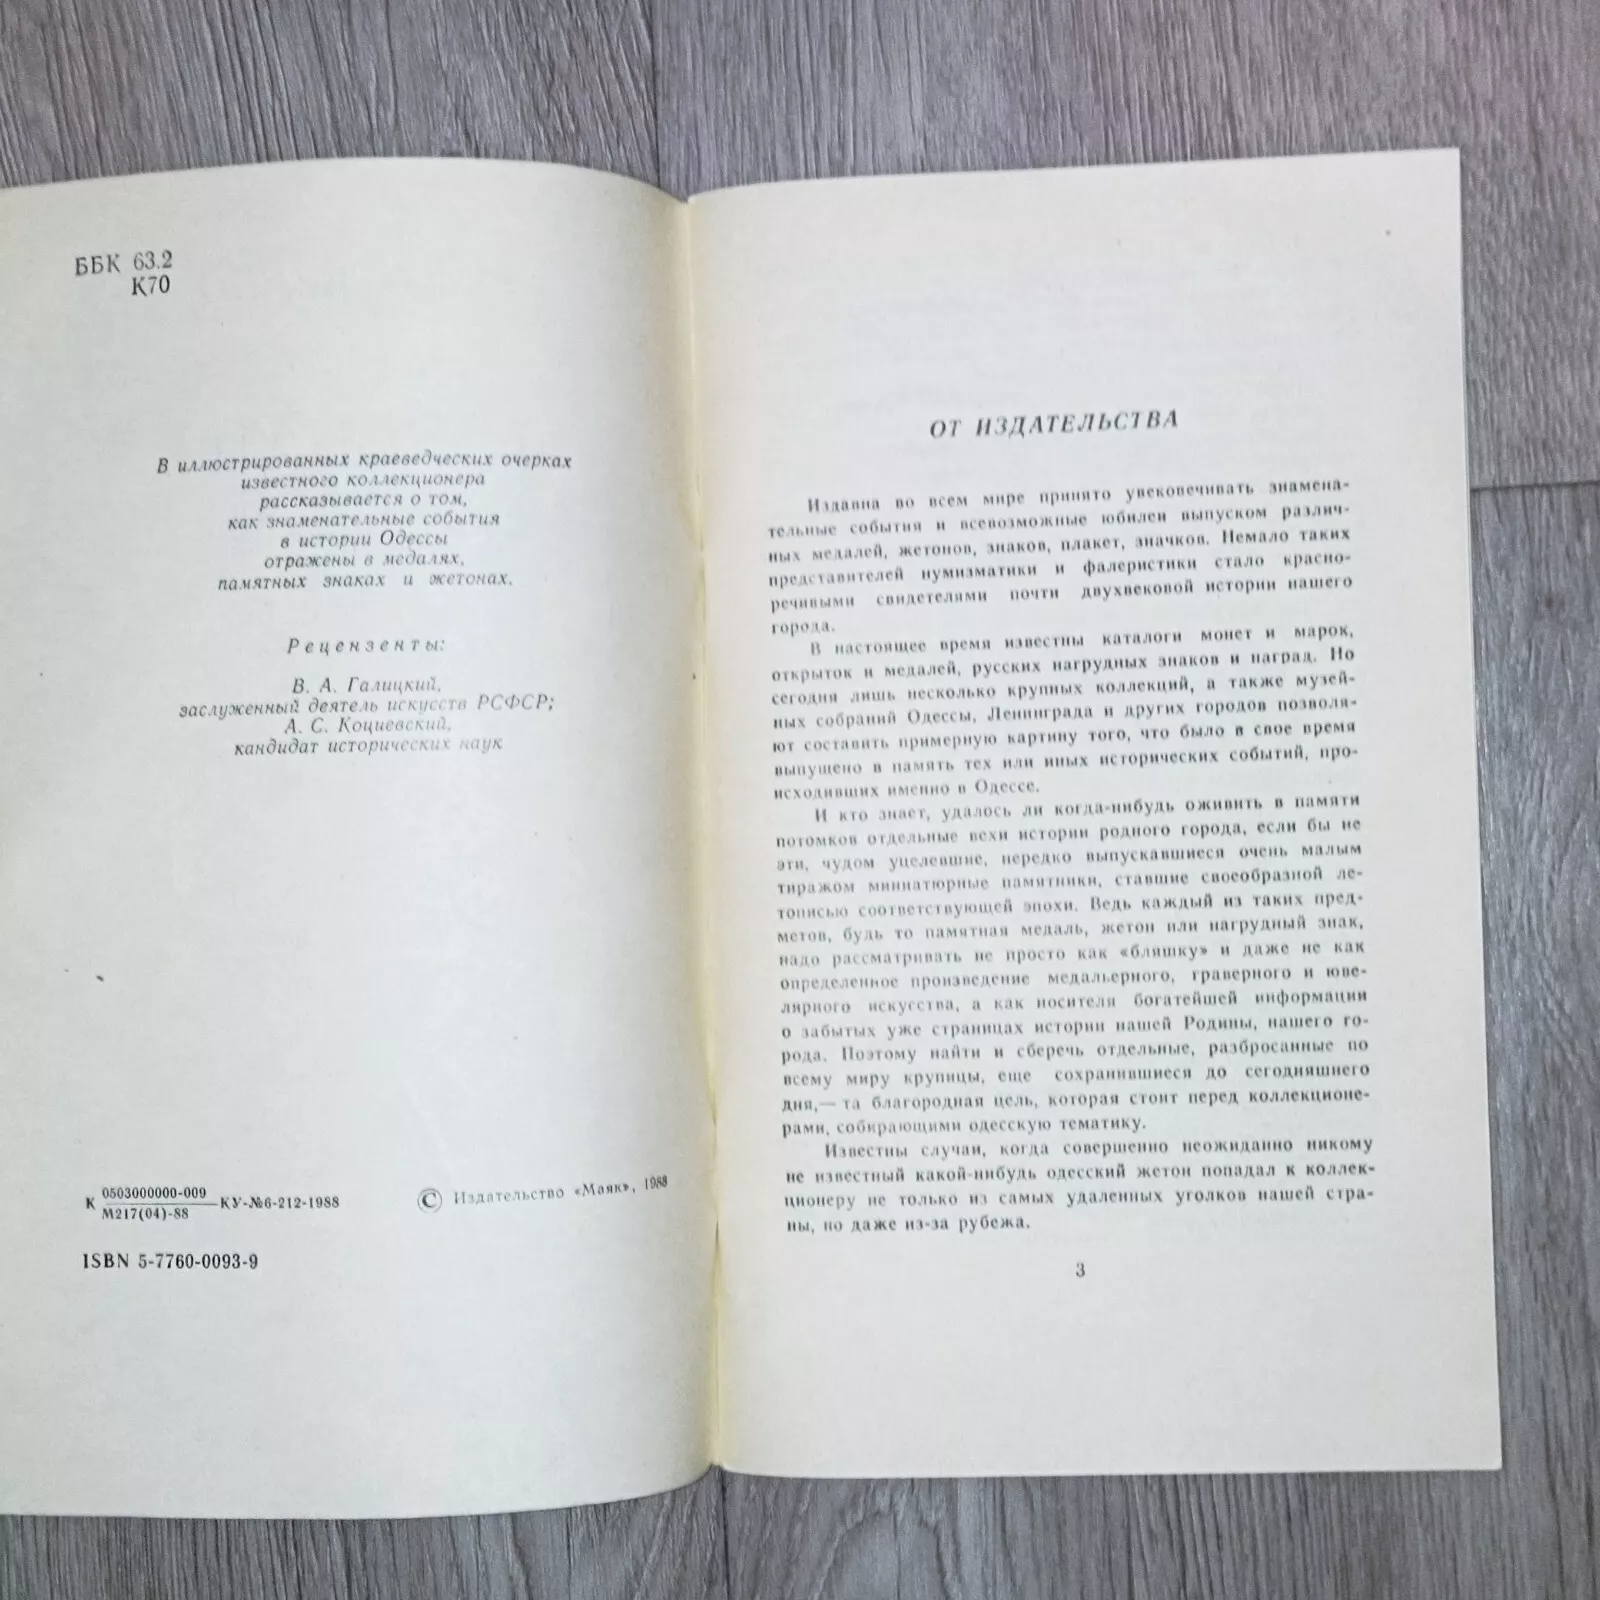 ББК 63.2
К70
В иллюстрированных краеведческих очерках
известного коллекционера
рассказывается о том,
как знаменательные события
в истории Одессы
отражены в медалях,
памятных знаках и жетонах.
Рецензенты:
В. А. Галицкий,
заслуженный деятель искусств РСФСР;
А. С. Коциевский,
кандидат исторических наук
К 0503000000-009 КУ-№6-212-1988
М217(04)-88
© Издательство «Маяк», 1988
ISBN 5-7760-0093-9
ОТ ИЗДАТЕЛЬСТВА
Издавна во всем мире принято увековечивать знамена-
тельные события и всевозможные юбилеи выпуском различ-
ных медалей, жетонов, знаков, плакет, значков. Немало таких
представителей нумизматики и фалеристики стало красно-
речивыми свидетелями почти двухвековой истории нашего
города.
В настоящее время известны каталоги монет и марок,
открыток и медалей, русских нагрудных знаков и наград. Но
сегодня лишь несколько крупных коллекций, а также музей-
ных собраний Одессы, Ленинграда и других городов позволя-
ют составить примерную картину того, что было в свое время
выпущено в память тех или иных исторических событий, про-
исходивших именно в Одессе.
И кто знает, удалось ли когда-нибудь оживить в памяти
потомков отдельные вехи истории родного города, если бы не
эти, чудом уцелевшие, нередко выпускавшиеся очень малым
тиражом миниатюрные памятники, ставшие своеобразной ле-
тописью соответствующей эпохи. Ведь каждый из таких пред-
метов, будь то памятная медаль, жетон или нагрудный знак,
надо рассматривать не просто как «бляшку» и даже не как
определенное произведение медальерного, граверного и юве-
лирного искусства, а как носителя богатейшей информации
о забытых уже страницах истории нашей Родины, нашего го-
рода. Поэтому найти и сберечь отдельные, разбросанные по
всему миру крупицы, еще сохранившиеся до сегодняшнего
дня,— та благородная цель, которая стоит перед коллекционе-
рами, собирающими одесскую тематику.
Известны случаи, когда совершенно неожиданно никому
не известный какой-нибудь одесский жетон попадал к коллек-
ционеру не только из самых удаленных уголков нашей стра-
ны, но даже из-за рубежа.
3